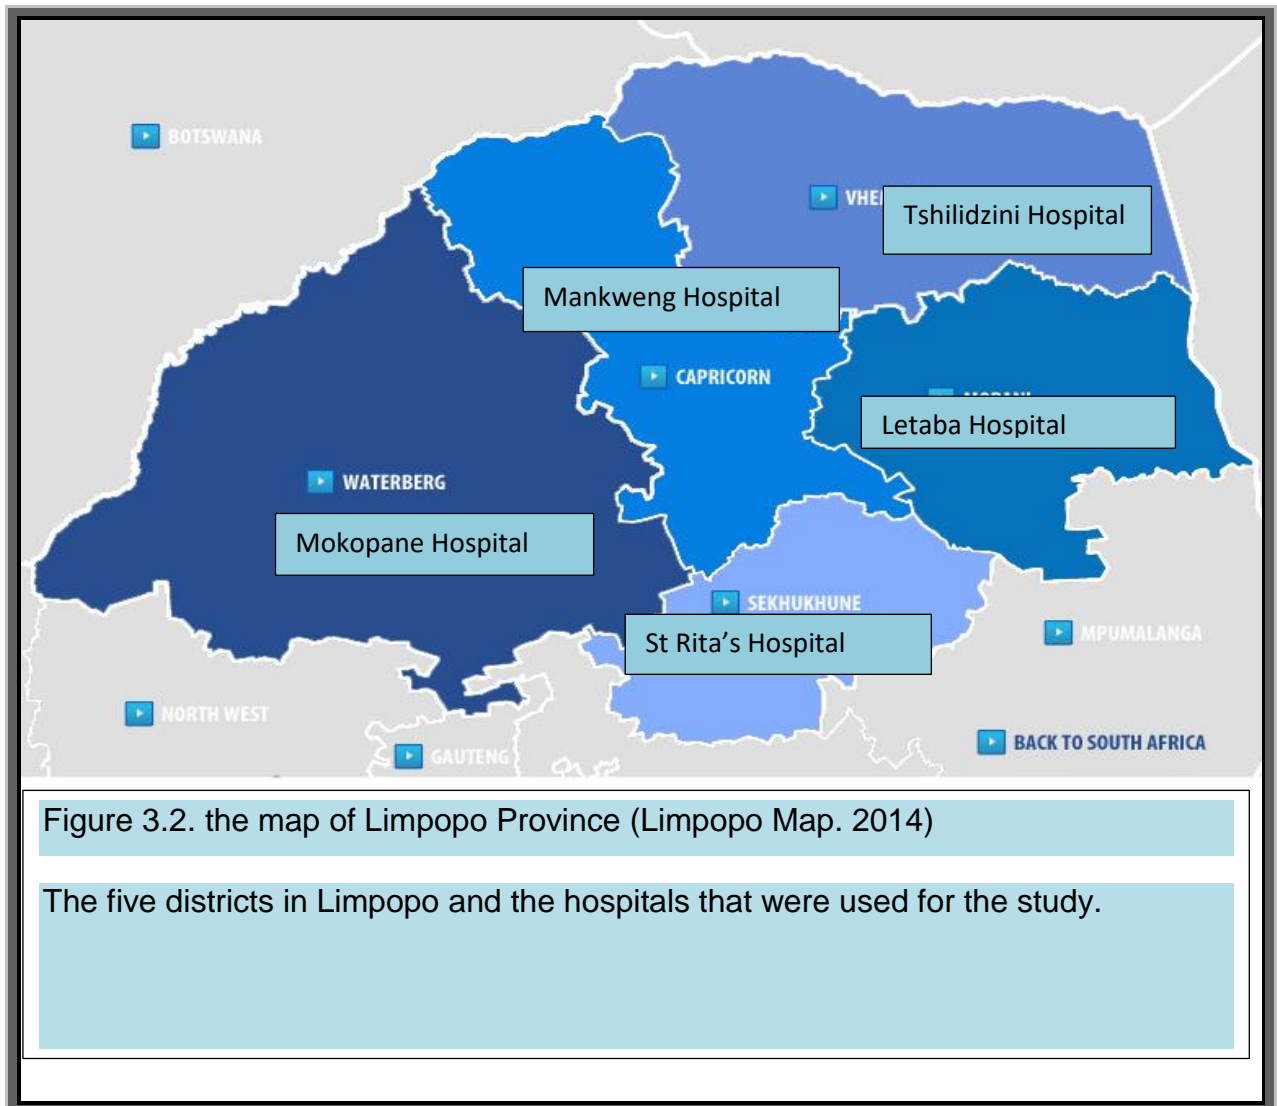 BOTSWANA
VHE
Tshilidzini Hospital
Mankweng Hospital
CAPRICORN
Letaba Hospital
WATERBERG
Mokopane Hospital
SEKHUKHUNE
St Rita’s Hospital
MPUMALANGA
NORTH WEST
BACK TO SOUTH AFRICA
GAUTENG
Figure 3.2. the map of Limpopo Province (Limpopo Map. 2014)
The five districts in Limpopo and the hospitals that were used for the study.